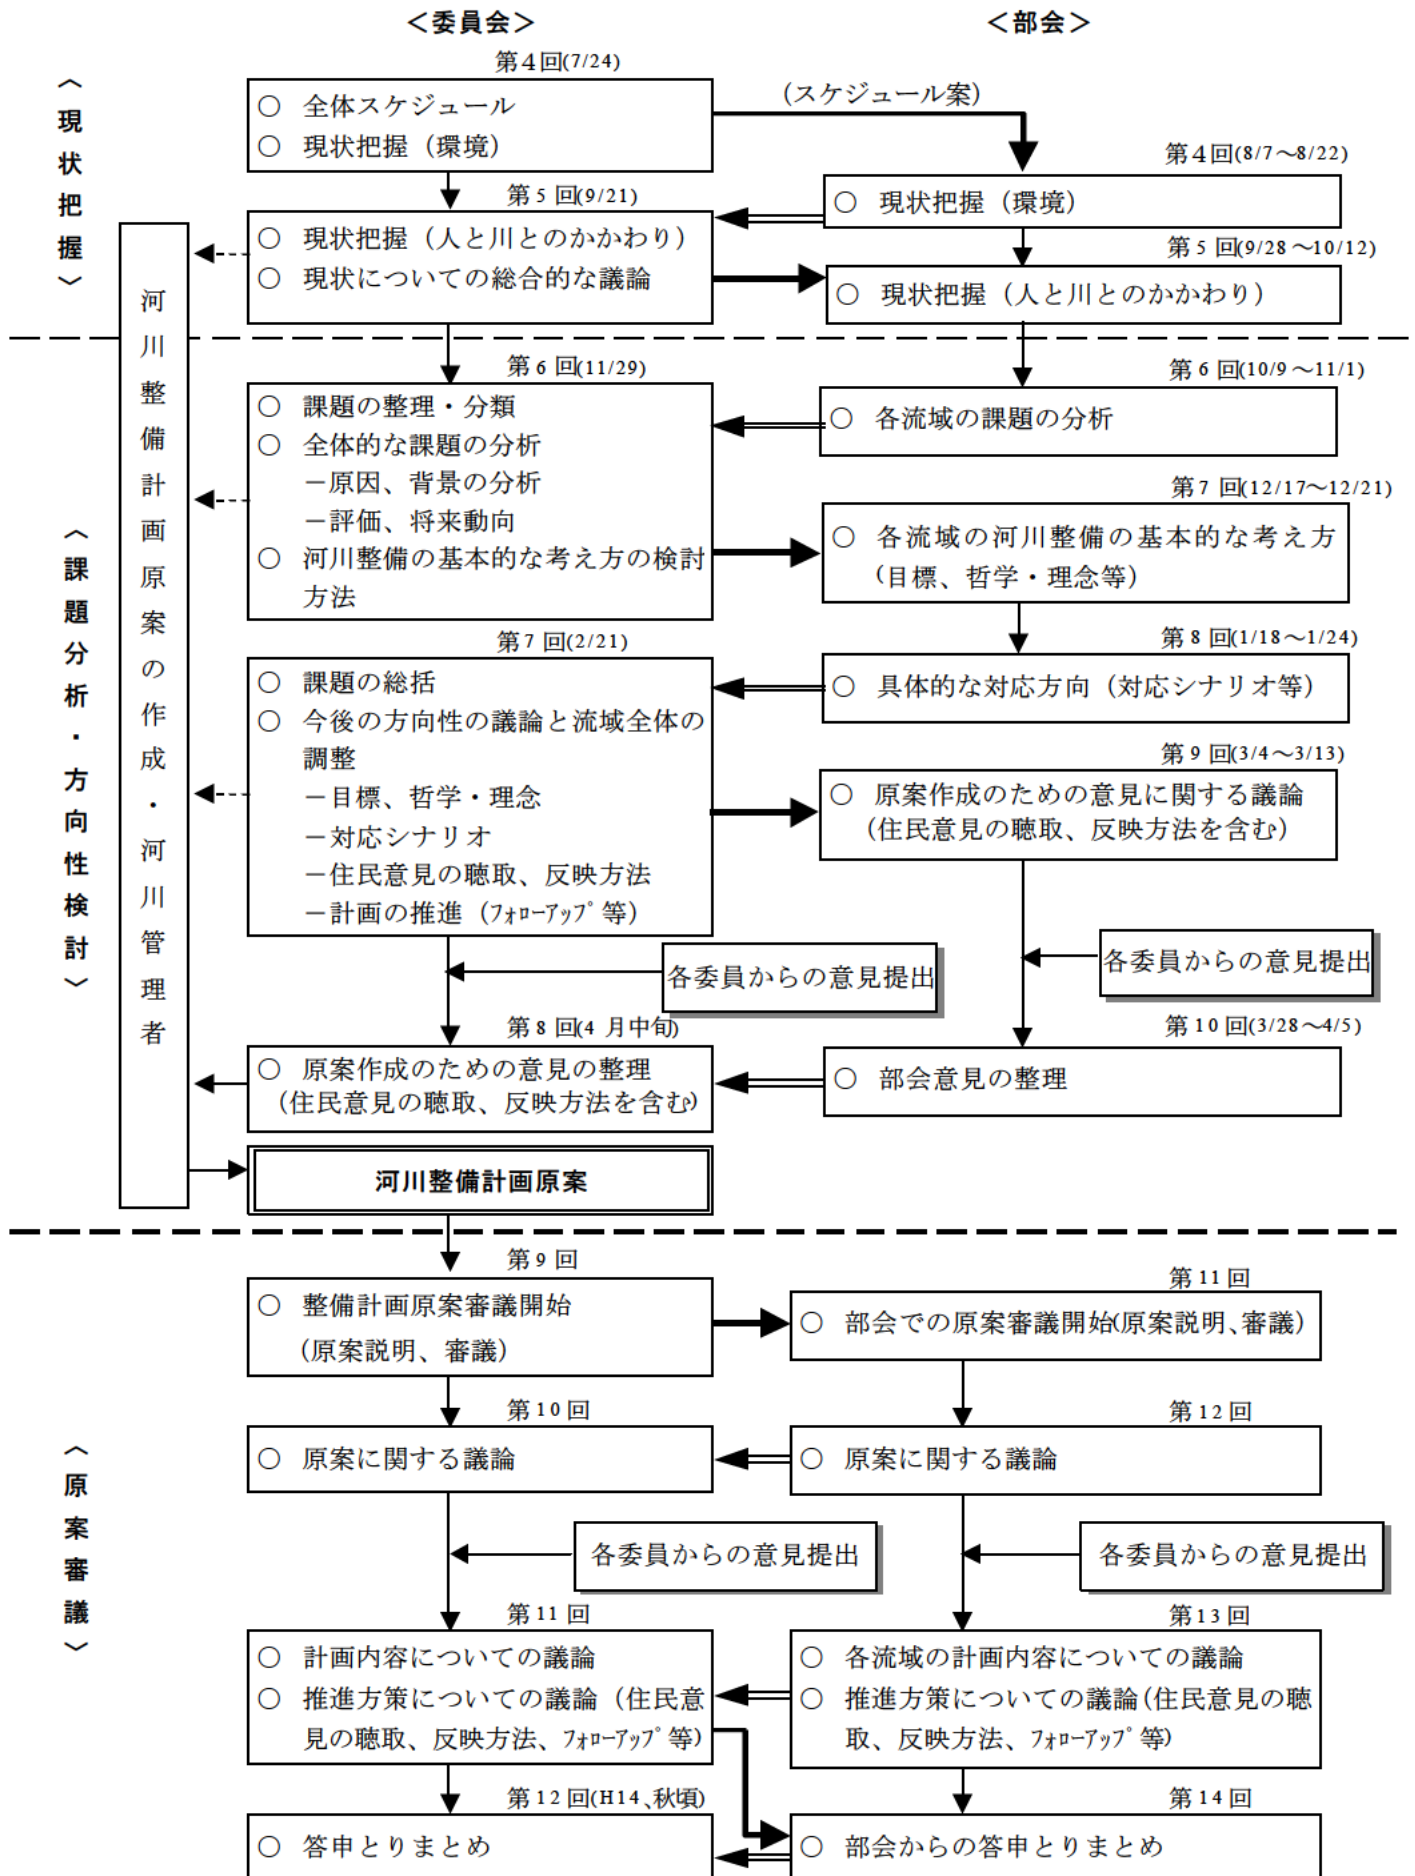 ＜委員会＞
＜部会＞
第4回(7/24)
○ 全体スケジュール
○ 現状把握（環境）
(スケジュール案)
〈現状把握〉
第4回(8/7～8/22)
○ 現状把握（環境）
第5回(9/21)
○ 現状把握（人と川とのかかわり）
○ 現状についての総合的な議論
第5回(9/28～10/12)
○ 現状把握（人と川とのかかわり）
河川整備計画原案の作成・河川管理者
〈課題分析・方向性検討〉
第6回(11/29)
○ 課題の整理・分類
○ 全体的な課題の分析
－原因、背景の分析
－評価、将来動向
○ 河川整備の基本的な考え方の検討
方法
第6回(10/9～11/1)
○ 各流域の課題の分析
第7回(12/17～12/21)
○ 各流域の河川整備の基本的な考え方
(目標、哲学・理念等)
第7回(2/21)
○ 課題の総括
○ 今後の方向性の議論と流域全体の
調整
－目標、哲学・理念
－対応シナリオ
－住民意見の聴取、反映方法
－計画の推進（ﾌｫﾛｰｱｯﾌﾟ等）
第8回(1/18～1/24)
○ 具体的な対応方向（対応シナリオ等）
第9回(3/4～3/13)
○ 原案作成のための意見に関する議論
(住民意見の聴取、反映方法を含む)
各委員からの意見提出
各委員からの意見提出
第8回(4月中旬)
○ 原案作成のための意見の整理
(住民意見の聴取、反映方法を含む)
第10回(3/28～4/5)
○ 部会意見の整理
河川整備計画原案
〈原案審議〉
第9回
○ 整備計画原案審議開始
(原案説明、審議)
第11回
○ 部会での原案審議開始(原案説明、審議)
第10回
○ 原案に関する議論
第12回
○ 原案に関する議論
各委員からの意見提出
各委員からの意見提出
第11回
○ 計画内容についての議論
○ 推進方策についての議論（住民意
見の聴取、反映方法、ﾌｫﾛｰｱｯﾌﾟ等)
第13回
○ 各流域の計画内容についての議論
○ 推進方策についての議論(住民意見の聴
取、反映方法、ﾌｫﾛｰｱｯﾌﾟ等)
第12回(H14、秋頃)
○ 答申とりまとめ
第14回
○ 部会からの答申とりまとめ